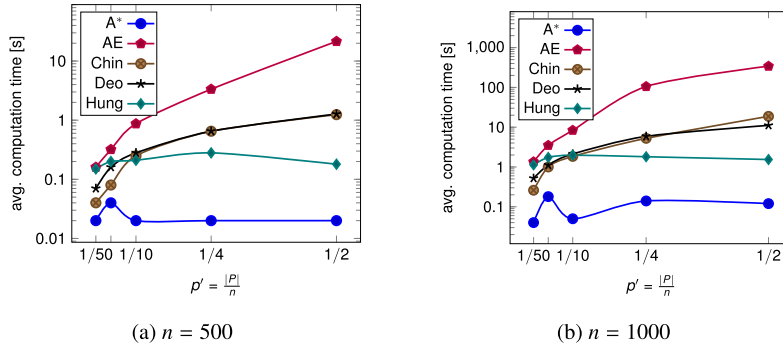 A*
AE
Chin
Deo
Hung
avg. computation time [s]
10
1
0.1
0.01
1/50
1/10
1/4
1/2
p′ = |P|/n
(a) n = 500
A*
AE
Chin
Deo
Hung
avg. computation time [s]
1,000
100
10
1
0.1
1/50
1/10
1/4
1/2
p′ = |P|/n
(b) n = 1000